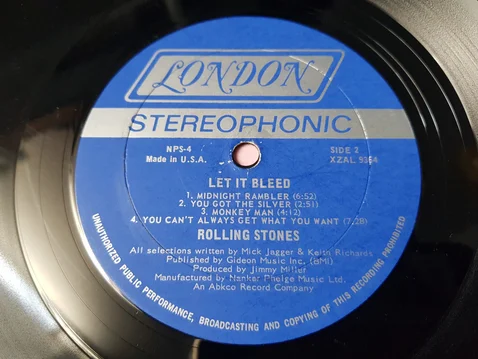 LONDON
STEREOPHONIC
NPS-4
Made in U.S.A.
SIDE 2
XZAL 9364
LET IT BLEED
1. MIDNIGHT RAMBLER (6:52)
2. YOU GOT THE SILVER (2:51)
3. MONKEY MAN (4:12)
4. YOU CAN'T ALWAYS GET WHAT YOU WANT (7.28)
ROLLING STONES
All selections written by Mick Jagger & Keith Richards
Published by Gideon Music Inc. (BMI)
Produced by Jimmy Miller
Manufactured by Nanker Phelge Music Ltd.
An Abkco Record Company
UNAUTHORIZED PUBLIC PERFORMANCE, BROADCASTING AND COPYING OF THIS RECORDING PROHIBITED